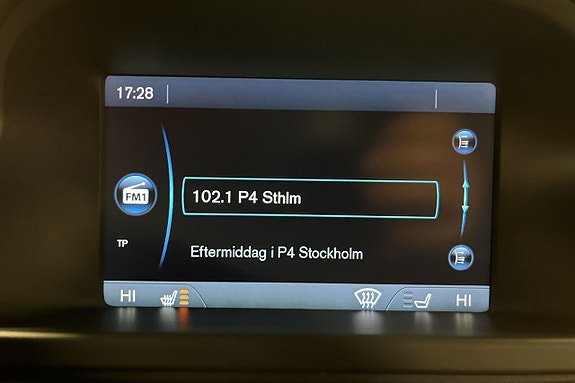 17:28
FM1
102.1 P4 Sthlm
TP
Eftermiddag i P4 Stockholm
HI
HI